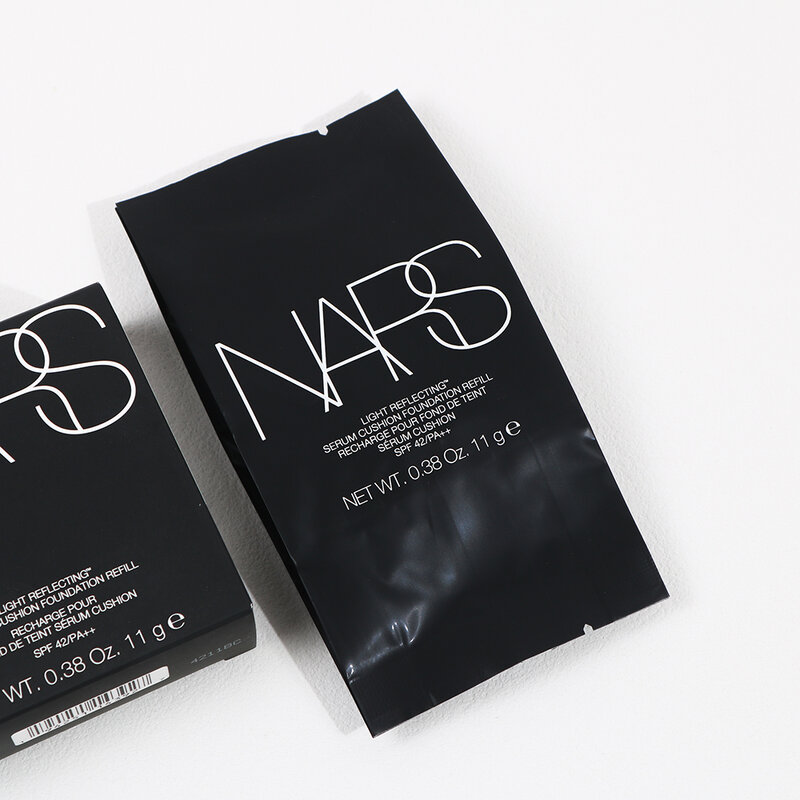 NARS
LIGHT REFLECTING™
SERUM CUSHION FOUNDATION REFILL
RECHARGE POUR FOND DE TEINT
SÉRUM CUSHION
SPF 42/PA++
NET WT. 0.38 Oz. 11 g℮
RS
LIGHT REFLECTING™
CUSHION FOUNDATION REFILL
RECHARGE POUR
D DE TEINT SÉRUM CUSHION
SPF 42/PA++
WT. 0.38 Oz. 11 g℮
4211BC